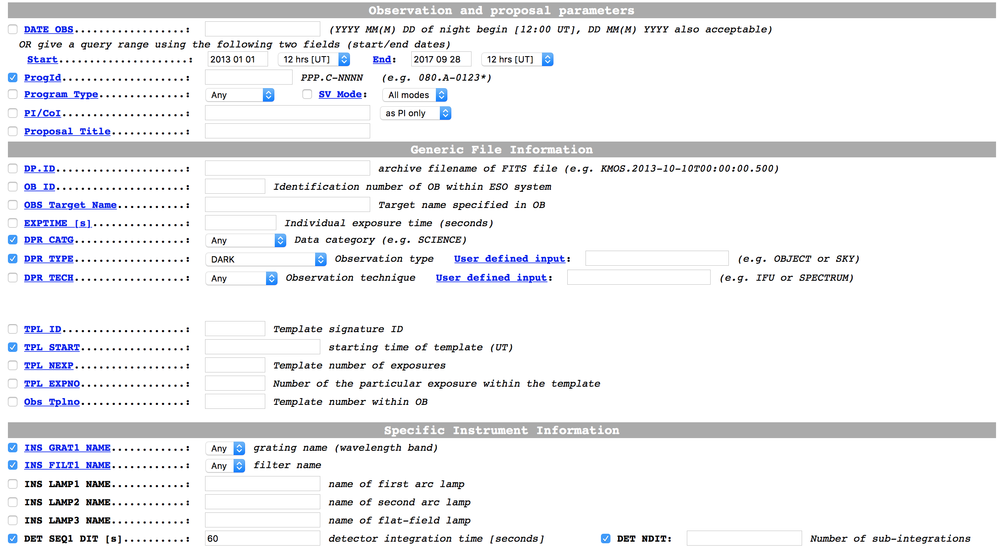 Observation and proposal parameters
DATE OBS..................: (YYYY MM(M) DD of night begin [12:00 UT], DD MM(M) YYYY also acceptable)
OR give a query range using the following two fields (start/end dates)
Start.....................: 2013 01 01 12 hrs [UT] End: 2017 09 28 12 hrs [UT]
ProgId....................: PPP.C-NNNN (e.g. 080.A-0123*)
Program Type..............: Any SV Mode: All modes
PI/CoI....................: as PI only
Proposal Title............:
Generic File Information
DP.ID.....................: archive filename of FITS file (e.g. KMOS.2013-10-10T00:00:00.500)
OB ID.....................: Identification number of OB within ESO system
OBS Target Name...........: Target name specified in OB
EXPTIME [s]...............: Individual exposure time (seconds)
DPR CATG..................: Any Data category (e.g. SCIENCE)
DPR TYPE..................: DARK Observation type User defined input: (e.g. OBJECT or SKY)
DPR TECH..................: Any Observation technique User defined input: (e.g. IFU or SPECTRUM)
TPL ID....................: Template signature ID
TPL START.................: starting time of template (UT)
TPL NEXP..................: Template number of exposures
TPL EXPNO.................: Number of the particular exposure within the template
Obs Tplno.................: Template number within OB
Specific Instrument Information
INS GRAT1 NAME............: Any grating name (wavelength band)
INS FILT1 NAME............: Any filter name
INS LAMP1 NAME............: name of first arc lamp
INS LAMP2 NAME............: name of second arc lamp
INS LAMP3 NAME............: name of flat-field lamp
DET SEQ1 DIT [s]..........: 60 detector integration time [seconds] DET NDIT: Number of sub-integrations